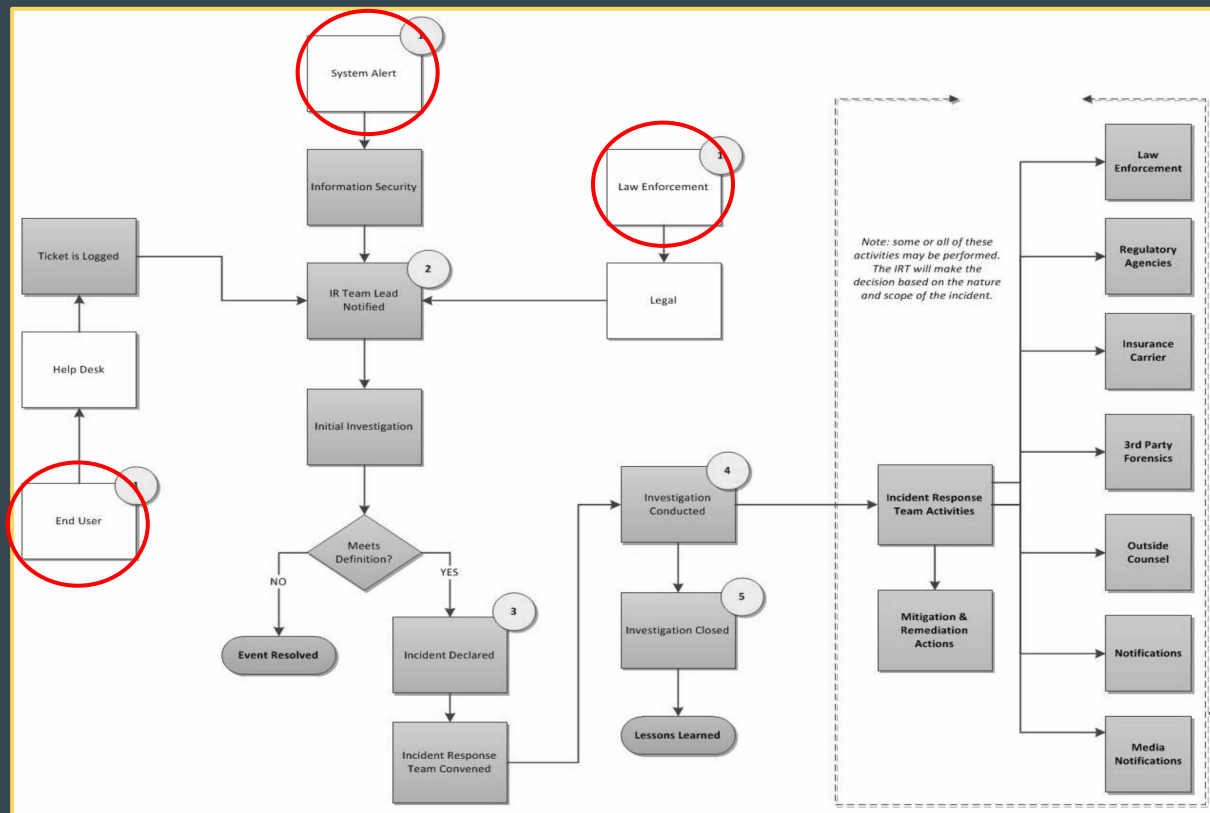 1
System Alert
Information Security
1
Law Enforcement
Ticket is Logged
2
IR Team Lead
Notified
Legal
Help Desk
Initial Investigation
1
End User
Meets
Definition?
NO
YES
Event Resolved
3
Incident Declared
Incident Response
Team Convened
4
Investigation
Conducted
5
Investigation Closed
Lessons Learned
Note: some or all of these
activities may be performed.
The IRT will make the
decision based on the nature
and scope of the incident.
Incident Response
Team Activities
Mitigation &
Remediation
Actions
Law
Enforcement
Regulatory
Agencies
Insurance
Carrier
3rd Party
Forensics
Outside
Counsel
Notifications
Media
Notifications